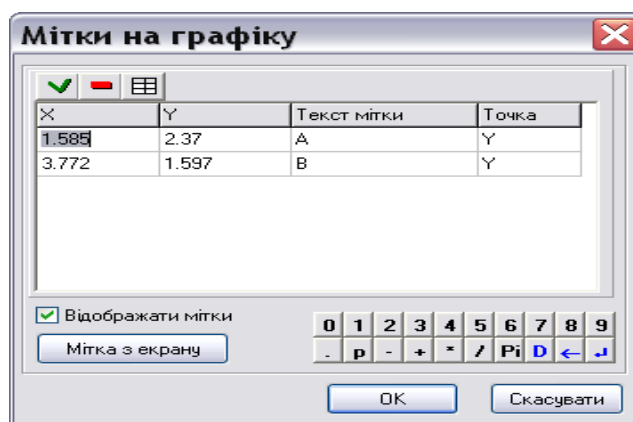 Мітки на графіку
X Y Текст мітки Точка
1.585 2.37 A Y
3.772 1.597 B Y
Відображати мітки
0 1 2 3 4 5 6 7 8 9
Мітка з екрану
. p - + * / Pi D ← ↲
OK Скасувати